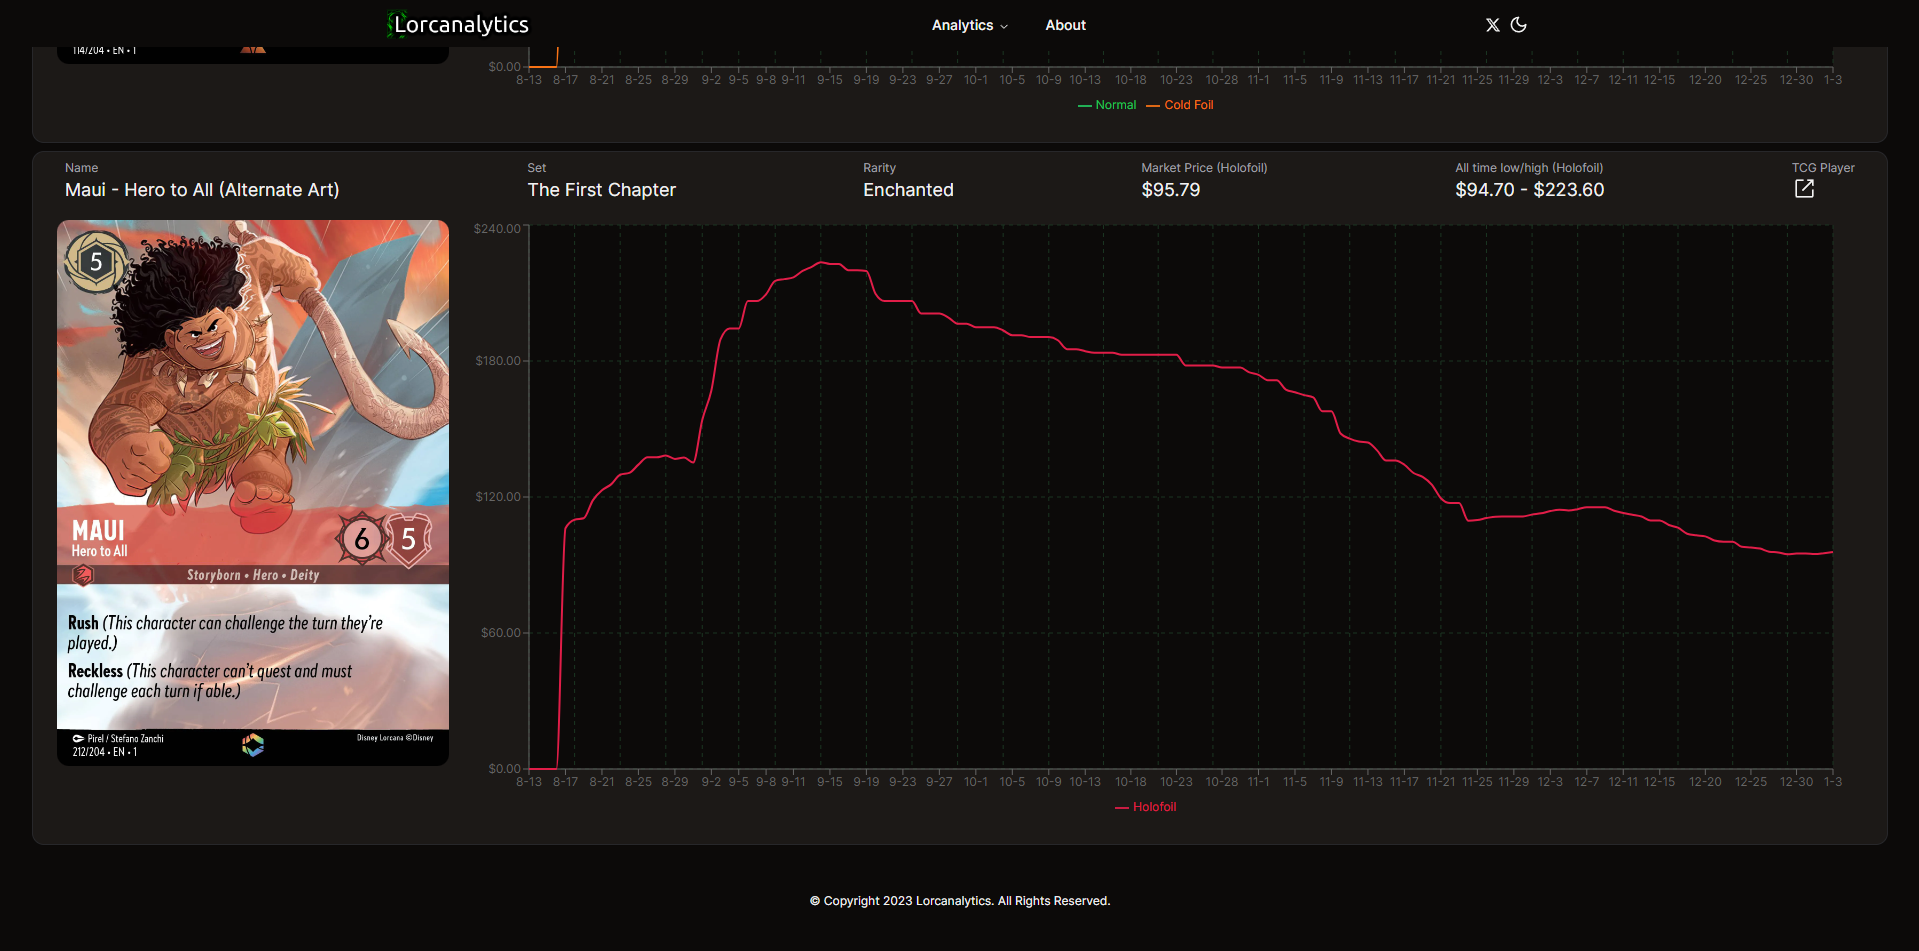 Lorcanalytics
Analytics
About
114/204 • EN • 1
$0.00
8-13 8-17 8-21 8-25 8-29 9-2 9-5 9-8 9-11 9-15 9-19 9-23 9-27 10-1 10-5 10-9 10-13 10-18 10-23 10-28 11-1 11-5 11-9 11-13 11-17 11-21 11-25 11-29 12-3 12-7 12-11 12-15 12-20 12-25 12-30 1-3
Normal Cold Foil
Name
Maui - Hero to All (Alternate Art)
Set
The First Chapter
Rarity
Enchanted
Market Price (Holofoil)
$95.79
All time low/high (Holofoil)
$94.70 - $223.60
TCG Player
5
MAUI
Hero to All
6
5
Storyborn • Hero • Deity
Rush (This character can challenge the turn they're
played.)
Reckless (This character can't quest and must
challenge each turn if able.)
Pirel / Stefano Zanchi
Disney Lorcana ©Disney
212/204 • EN • 1
$240.00
$180.00
$120.00
$60.00
$0.00
8-13 8-17 8-21 8-25 8-29 9-2 9-5 9-8 9-11 9-15 9-19 9-23 9-27 10-1 10-5 10-9 10-13 10-18 10-23 10-28 11-1 11-5 11-9 11-13 11-17 11-21 11-25 11-29 12-3 12-7 12-11 12-15 12-20 12-25 12-30 1-3
Holofoil
© Copyright 2023 Lorcanalytics. All Rights Reserved.